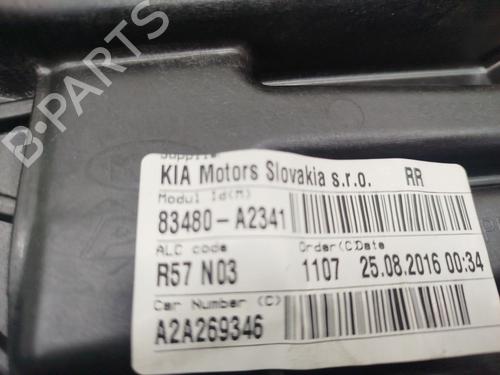 B-PARTS
Supplie
KIA Motors Slovakia s.r.o. RR
Modul Id(M)
83480-A2341
ALC code Order(C)Date
R57 N03 1107 25.08.2016 00:34
Car Number (C)
A2A269346